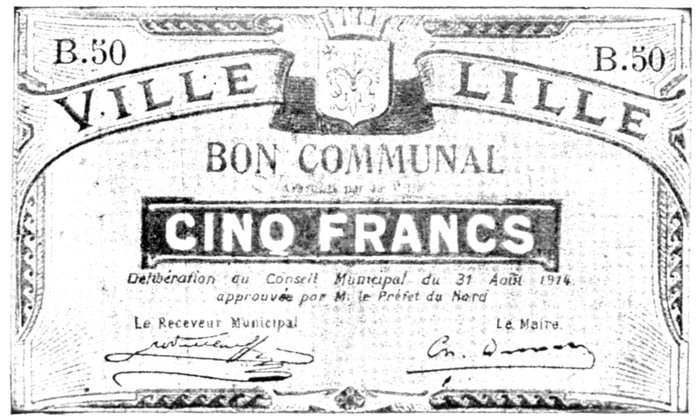 B.50 B.50
VILLE LILLE
BON COMMUNAL
CINQ FRANCS
Délibération du Conseil Municipal du 31 Août 1914
approuvée par M. le Préfet du Nord
Le Receveur Municipal Le Maire